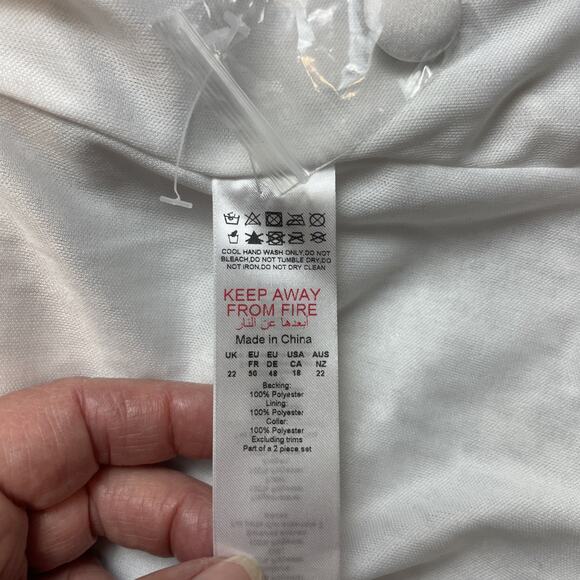 COOL HAND WASH ONLY,DO NOT
BLEACH,DO NOT TUMBLE DRY,DO
NOT IRON,DO NOT DRY CLEAN
KEEP AWAY
FROM FIRE
ابعدها عن النار
Made in China
UK EU EU USA AUS
FR DE CA NZ
22 50 48 18 22
Backing:
100% Polyester
Lining:
100% Polyester
Collar:
100% Polyester
Excluding trims
Part of a 2 piece set